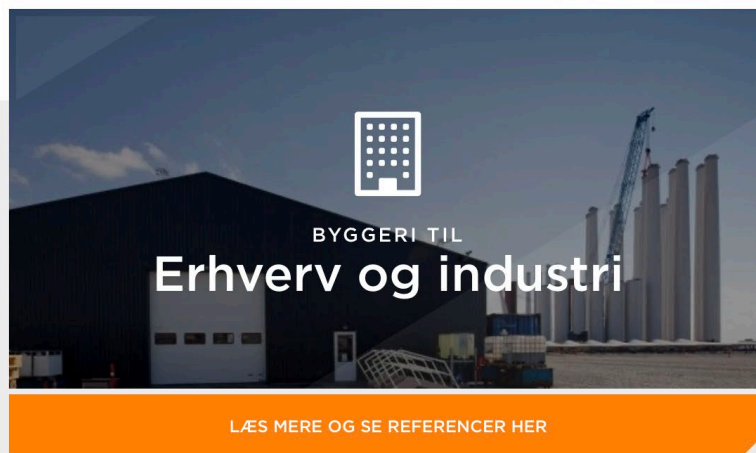 BYGGERI TIL
Erhverv og industri
LÆS MERE OG SE REFERENCER HER